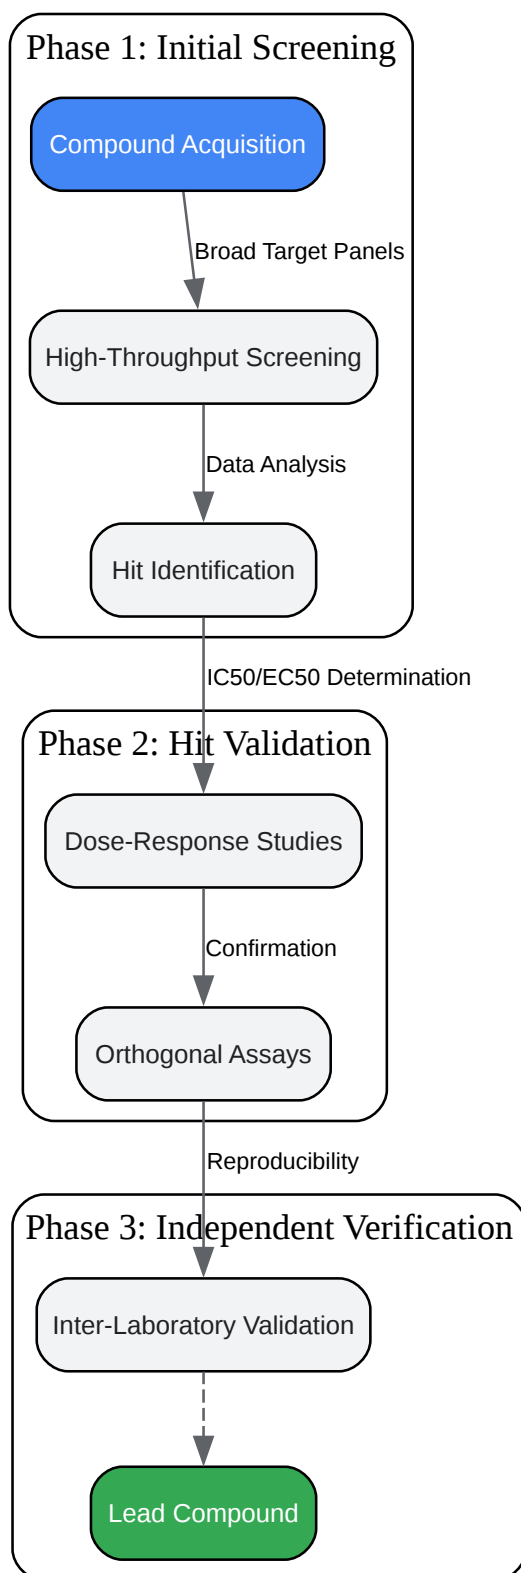 Phase 1: Initial Screening
Compound Acquisition
Broad Target Panels
High-Throughput Screening
Data Analysis
Hit Identification
IC50/EC50 Determination
Phase 2: Hit Validation
Dose-Response Studies
Confirmation
Orthogonal Assays
Reproducibility
Phase 3: Independent Verification
Inter-Laboratory Validation
Lead Compound